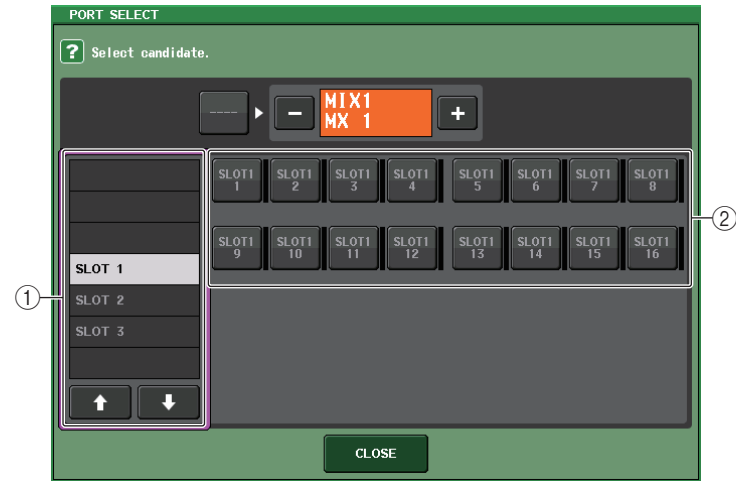 PORT SELECT
? Select candidate.
---- − MIX1 +
MX 1
SLOT1 1 SLOT1 2 SLOT1 3 SLOT1 4 SLOT1 5 SLOT1 6 SLOT1 7 SLOT1 8
SLOT1 9 SLOT1 10 SLOT1 11 SLOT1 12 SLOT1 13 SLOT1 14 SLOT1 15 SLOT1 16
SLOT 1
SLOT 2
SLOT 3
CLOSE
①
②